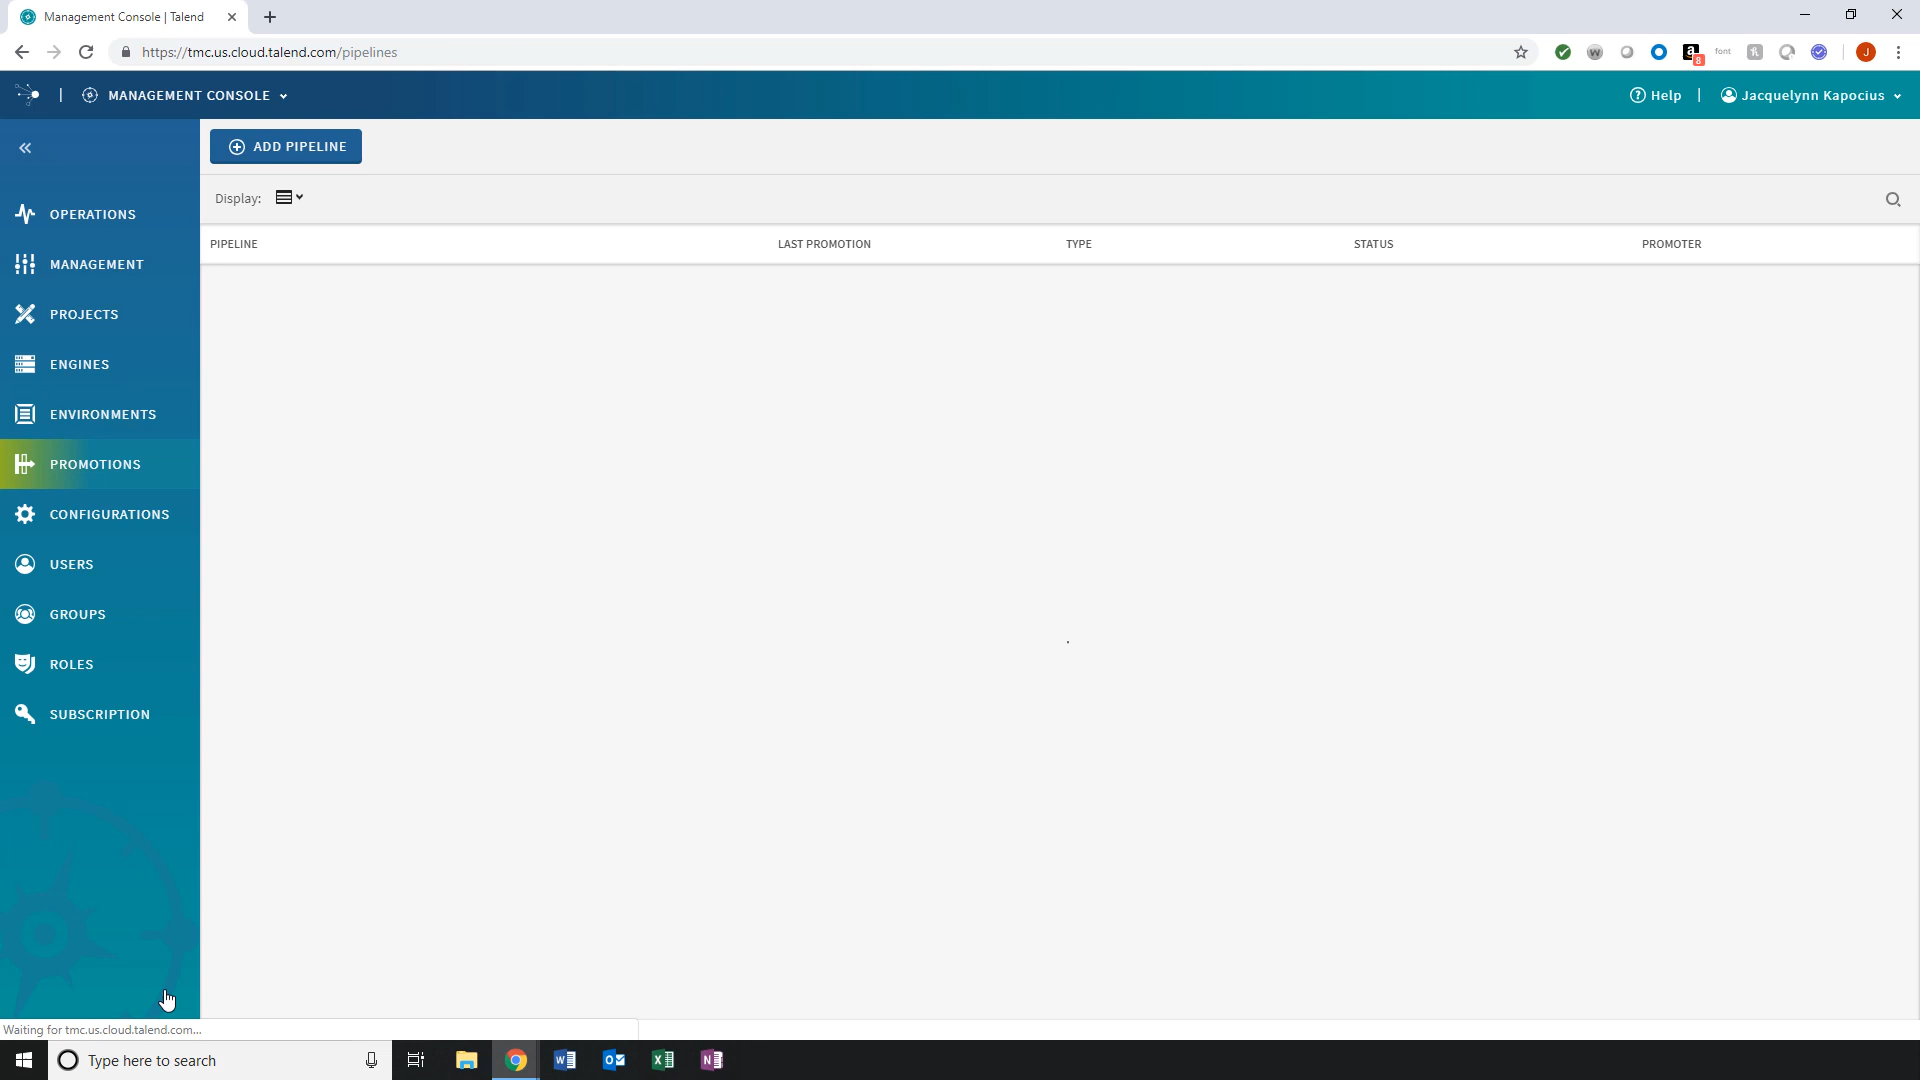 Management Console | Talend
https://tmc.us.cloud.talend.com/pipelines
W
a
8
font
J
MANAGEMENT CONSOLE
Help
Jacquelynn Kapocius
ADD PIPELINE
Display:
PIPELINE
LAST PROMOTION
TYPE
STATUS
PROMOTER
OPERATIONS
MANAGEMENT
PROJECTS
ENGINES
ENVIRONMENTS
PROMOTIONS
CONFIGURATIONS
USERS
GROUPS
ROLES
SUBSCRIPTION
Waiting for tmc.us.cloud.talend.com...
Type here to search